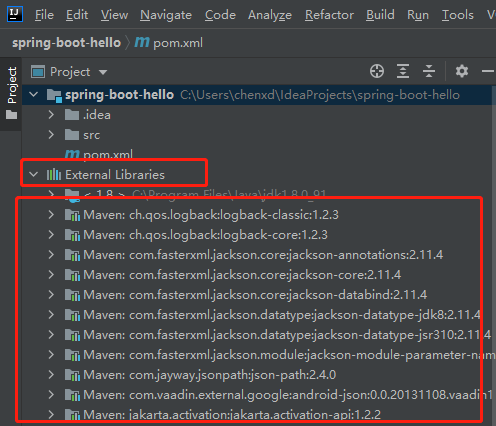 IJ File Edit View Navigate Code Analyze Refactor Build Run Tools Ve
spring-boot-hello › pom.xml
Project
Project
spring-boot-hello C:\Users\chenxd\IdeaProjects\spring-boot-hello
.idea
src
pom.xml
External Libraries
< 1.8 > C:\Program Files\Java\jdk1.8.0_91
Maven: ch.qos.logback:logback-classic:1.2.3
Maven: ch.qos.logback:logback-core:1.2.3
Maven: com.fasterxml.jackson.core:jackson-annotations:2.11.4
Maven: com.fasterxml.jackson.core:jackson-core:2.11.4
Maven: com.fasterxml.jackson.core:jackson-databind:2.11.4
Maven: com.fasterxml.jackson.datatype:jackson-datatype-jdk8:2.11.4
Maven: com.fasterxml.jackson.datatype:jackson-datatype-jsr310:2.11.4
Maven: com.fasterxml.jackson.module:jackson-module-parameter-nam
Maven: com.jayway.jsonpath:json-path:2.4.0
Maven: com.vaadin.external.google:android-json:0.0.20131108.vaadin1
Maven: jakarta.activation:jakarta.activation-api:1.2.2